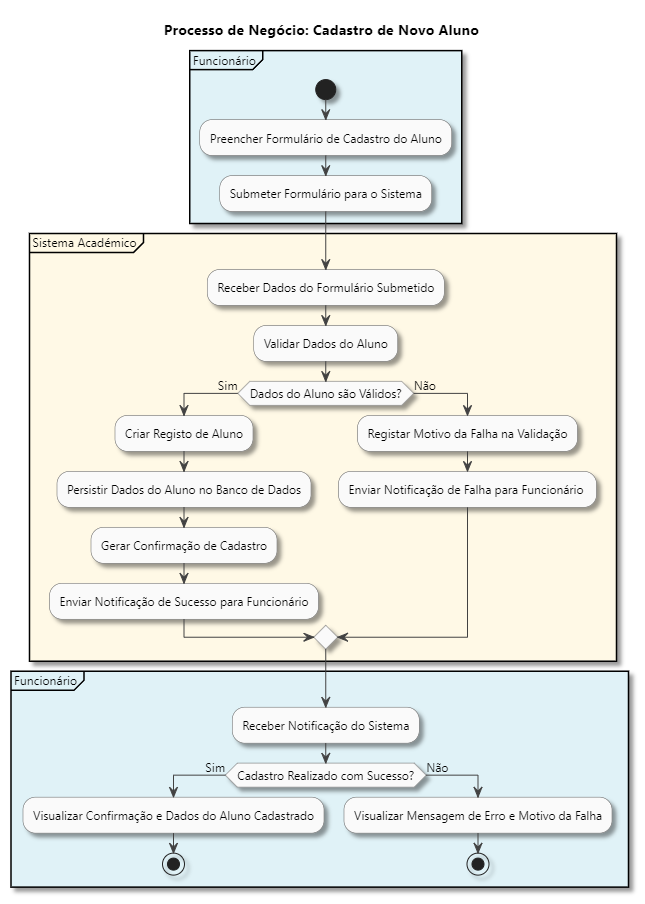 Processo de Negócio: Cadastro de Novo Aluno
Funcionário
Preencher Formulário de Cadastro do Aluno
Submeter Formulário para o Sistema
Sistema Académico
Receber Dados do Formulário Submetido
Validar Dados do Aluno
Sim
Dados do Aluno são Válidos?
Não
Criar Registo de Aluno
Registar Motivo da Falha na Validação
Persistir Dados do Aluno no Banco de Dados
Enviar Notificação de Falha para Funcionário
Gerar Confirmação de Cadastro
Enviar Notificação de Sucesso para Funcionário
Funcionário
Receber Notificação do Sistema
Sim
Cadastro Realizado com Sucesso?
Não
Visualizar Confirmação e Dados do Aluno Cadastrado
Visualizar Mensagem de Erro e Motivo da Falha